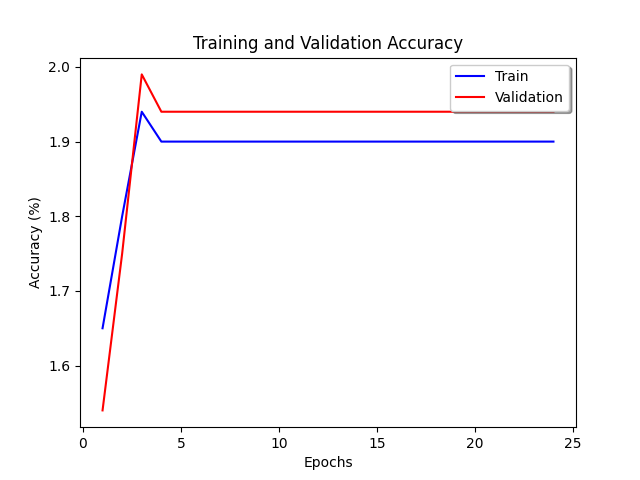 Training and Validation Accuracy
Train
Validation
2.0
1.9
1.8
1.7
1.6
Accuracy (%)
0 5 10 15 20 25
Epochs